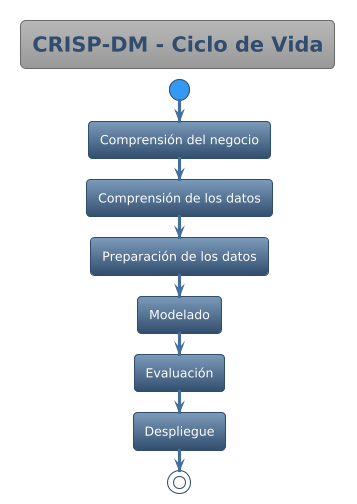 CRISP-DM - Ciclo de Vida
Comprensión del negocio
Comprensión de los datos
Preparación de los datos
Modelado
Evaluación
Despliegue